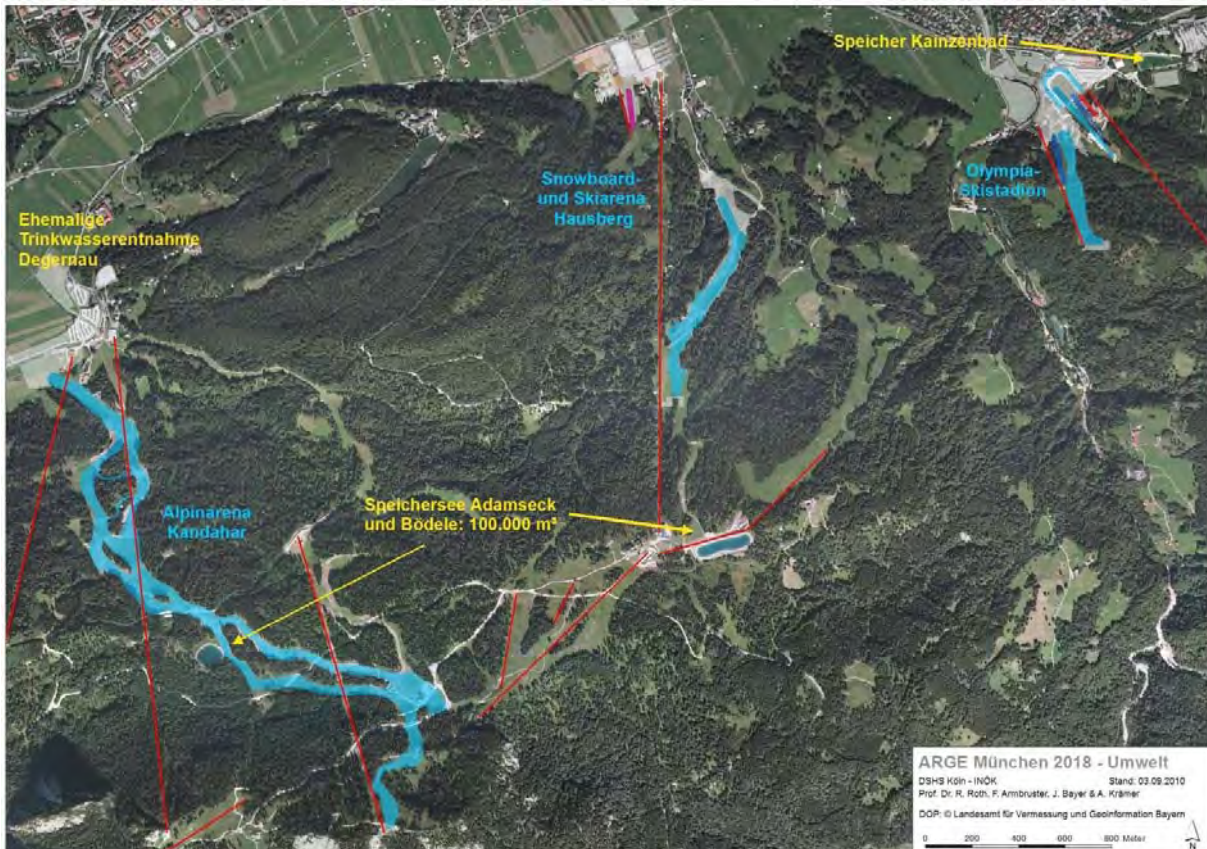 Speicher Kainzenbad
Snowboard-
und Skiarena
Hausberg
Olympia-
Skistadion
Ehemalige
Trinkwasserentnahme
Degernau
Alpinarena
Kandahar
Speichersee Adamseck
und Bödele: 100.000 m³
ARGE München 2018 - Umwelt
DSHS Köln - INÖK Stand: 03.09.2010
Prof. Dr. R. Roth, F. Armbruster, J. Bayer & A. Krämer
DOP: © Landesamt für Vermessung und Geoinformation Bayern
0 200 400 600 800 Meter
N